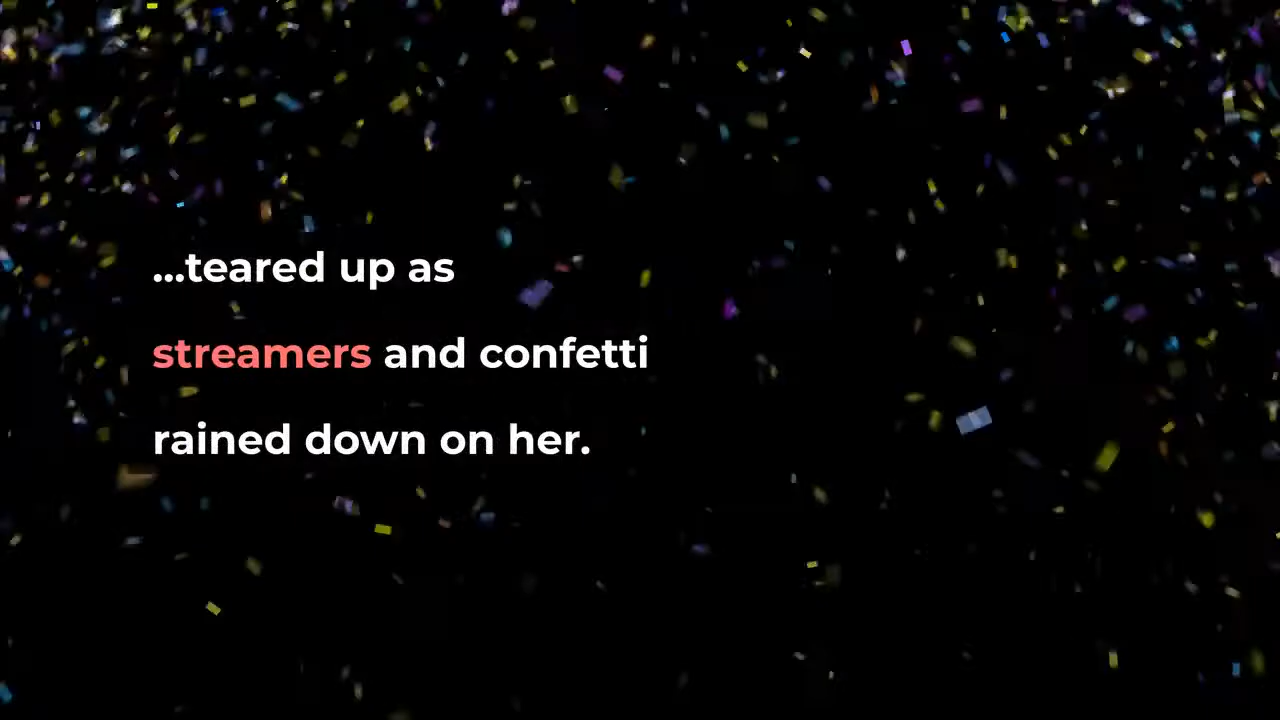 ...teared up as
streamers and confetti
rained down on her.